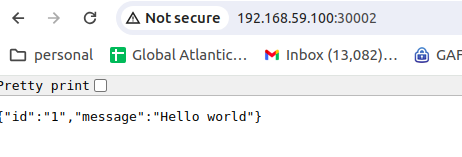 Not secure 192.168.59.100:30002
personal Global Atlantic... Inbox (13,082)... GAF
Pretty print
{"id":"1","message":"Hello world"}